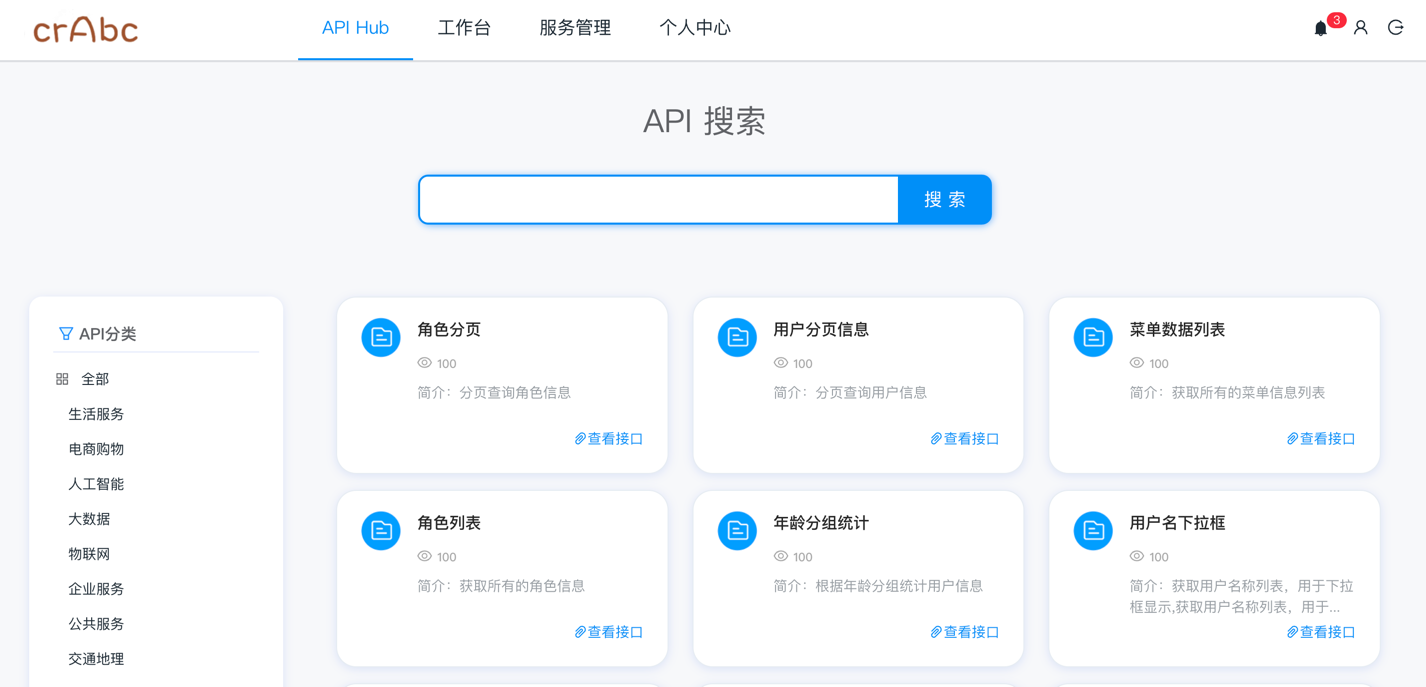 crAbc
API Hub
工作台
服务管理
个人中心
3
API 搜索
搜 索
API分类
全部
生活服务
电商购物
人工智能
大数据
物联网
企业服务
公共服务
交通地理
角色分页
100
简介：分页查询角色信息
查看接口
用户分页信息
100
简介：分页查询用户信息
查看接口
菜单数据列表
100
简介：获取所有的菜单信息列表
查看接口
角色列表
100
简介：获取所有的角色信息
查看接口
年龄分组统计
100
简介：根据年龄分组统计用户信息
查看接口
用户名下拉框
100
简介：获取用户名称列表，用于下拉
框显示,获取用户名称列表，用于...
查看接口